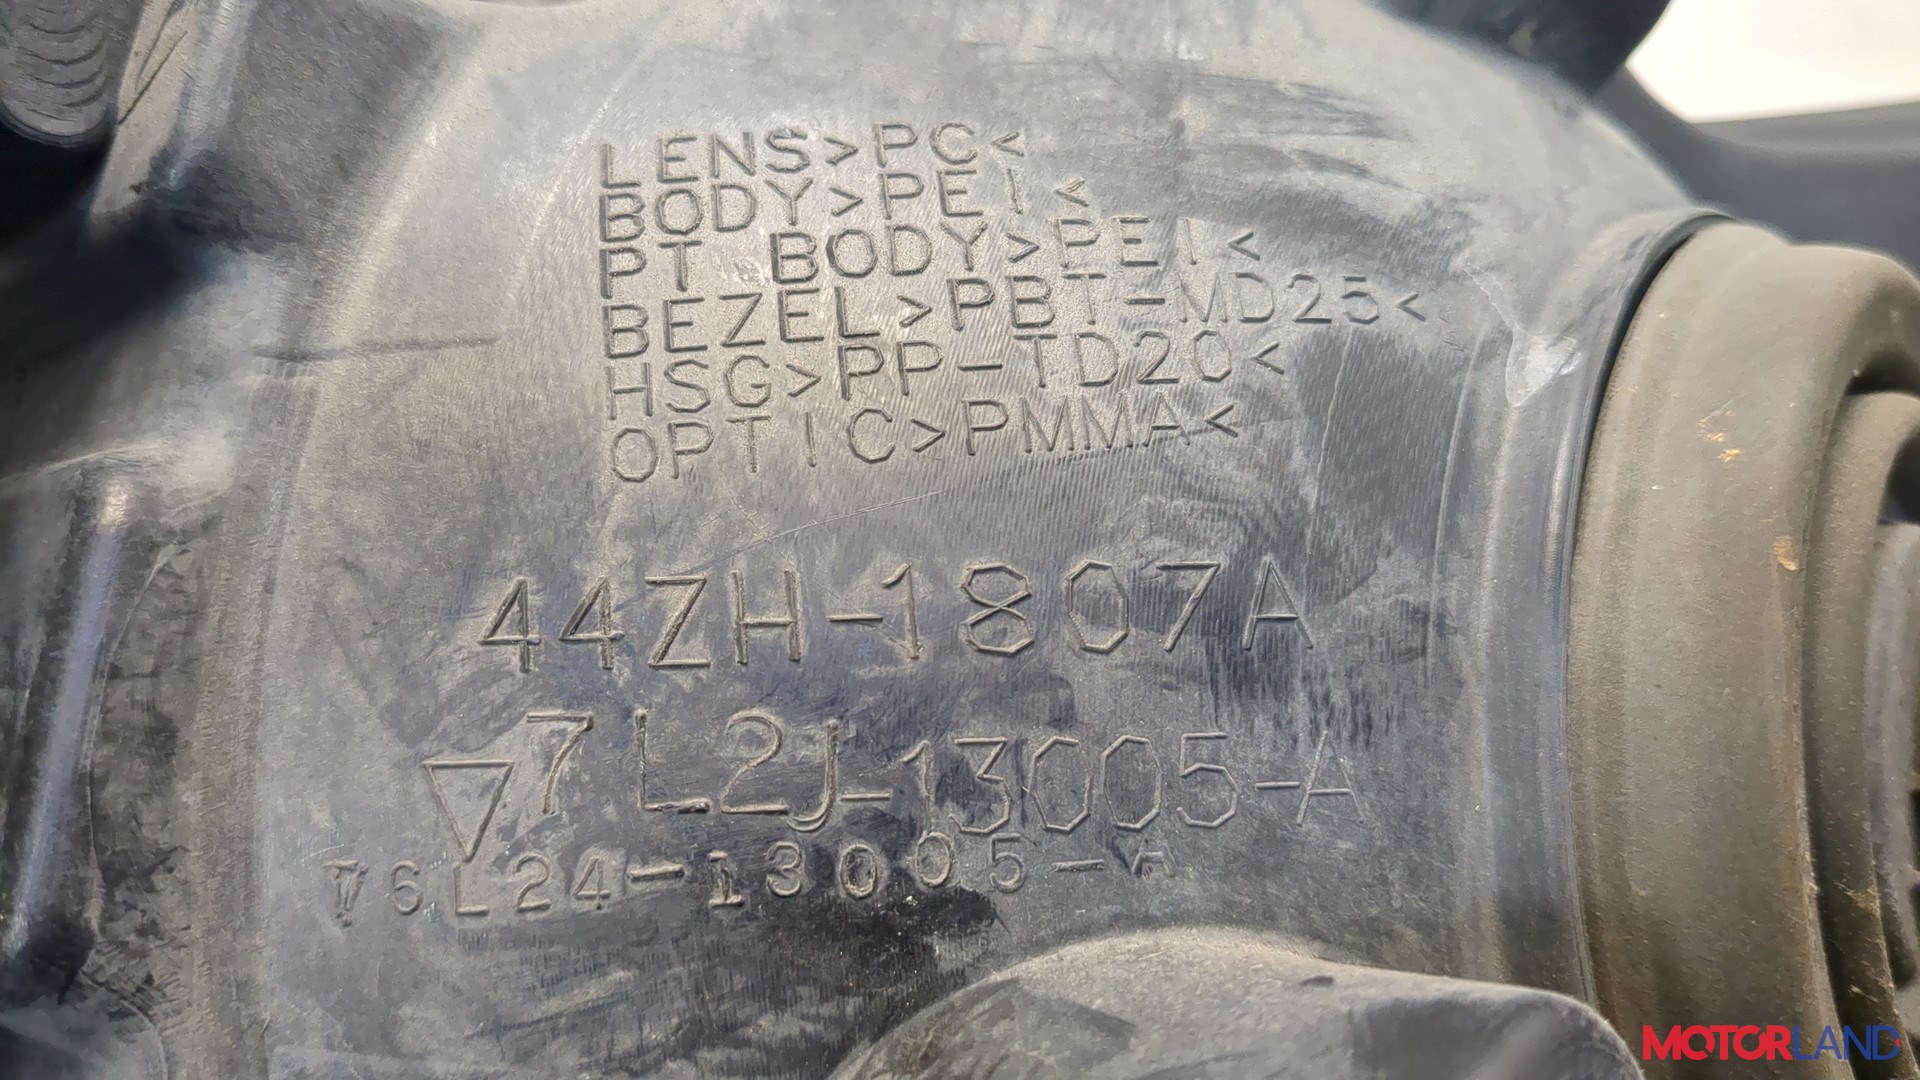 LENS>PC<
BODY>PEI<
PT BODY>PEI<
BEZEL>PBT-MD25<
HSG>PP-TD20<
OPTIC>PMMA<
44ZH-1807A
7L2J-13005-A
6L24-13005-A
MOTORLAND